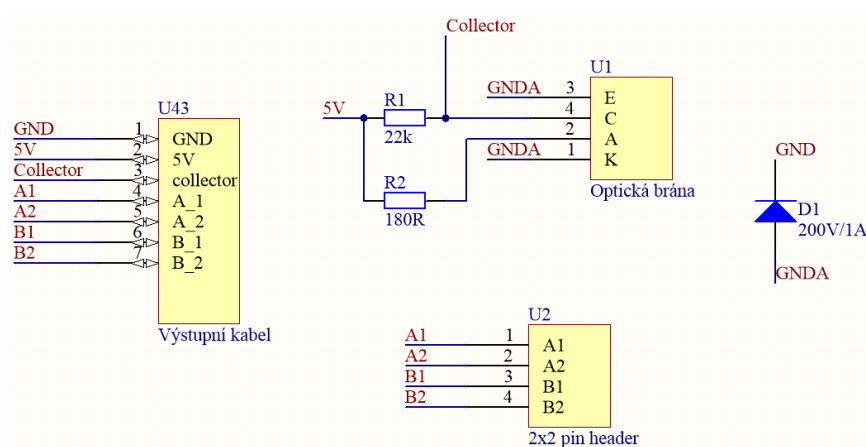 Collector
U1
GNDA 3 E
5V R1 4 C
22k 2 A
GNDA 1 K
R2
180R
Optická brána
U43
GND 1 GND
5V 2 5V
Collector 3 collector
A1 4 A_1
A2 5 A_2
B1 6 B_1
B2 7 B_2
Výstupní kabel
GND
D1
200V/1A
GNDA
U2
A1 1 A1
A2 2 A2
B1 3 B1
B2 4 B2
2x2 pin header